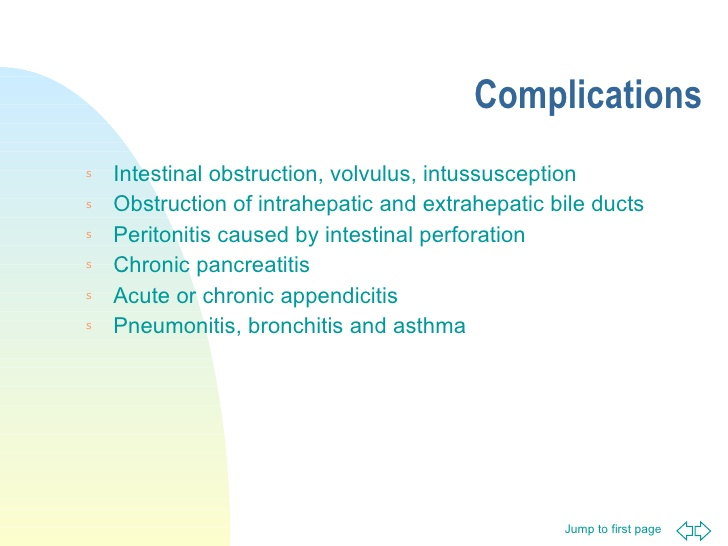 Complications
s Intestinal obstruction, volvulus, intussusception
s Obstruction of intrahepatic and extrahepatic bile ducts
s Peritonitis caused by intestinal perforation
s Chronic pancreatitis
s Acute or chronic appendicitis
s Pneumonitis, bronchitis and asthma
Jump to first page